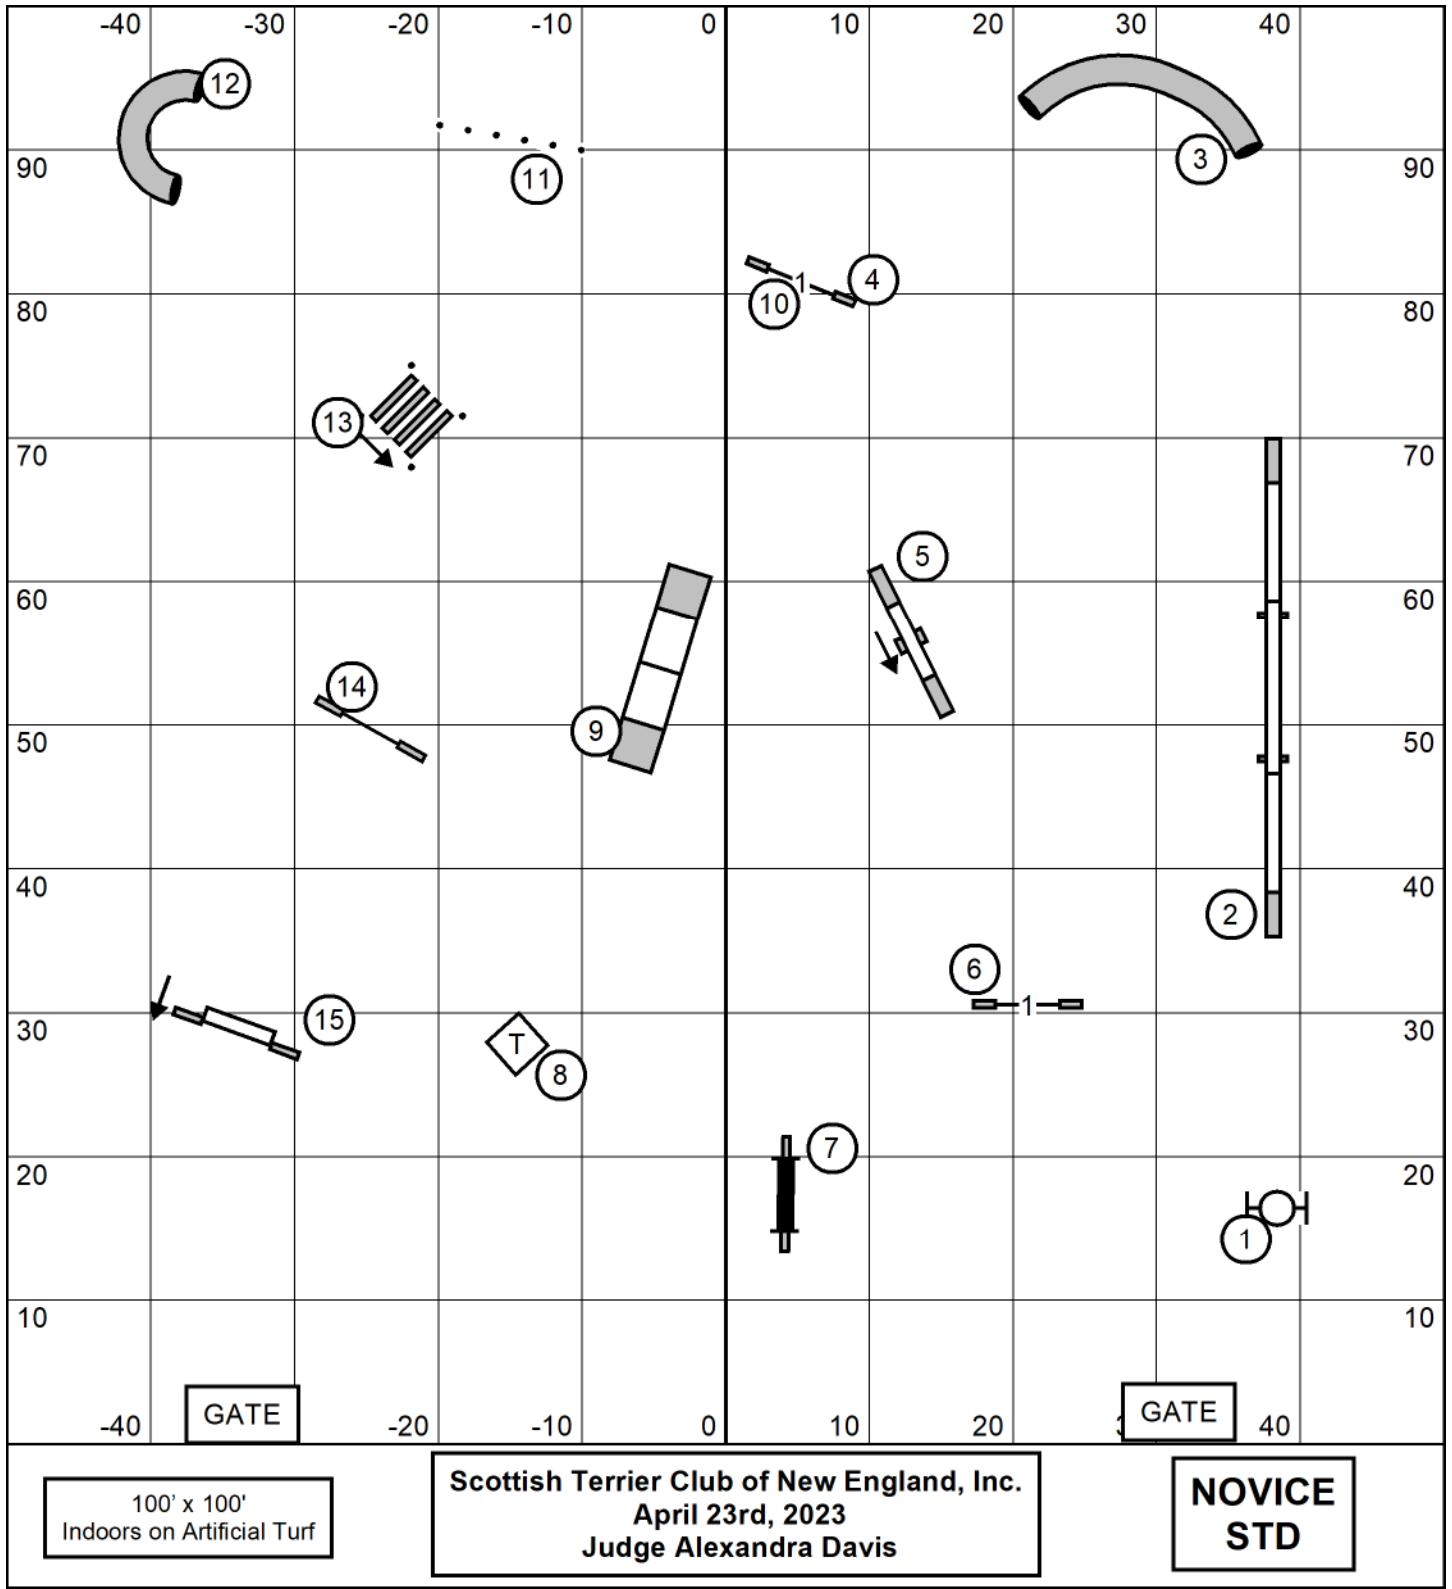 -40 -30 -20 -10 0 10 20 30 40
12
3
90 11 90
4
10
80 80
13
70 70
5
60 60
14
9
50 50
40 40
2
6
1
15
30 30
T
8
7
20 20
1
10 10
GATE GATE
-40 -20 -10 0 10 20 40
100' x 100'
Indoors on Artificial Turf
Scottish Terrier Club of New England, Inc.
April 23rd, 2023
Judge Alexandra Davis
NOVICE
STD
1